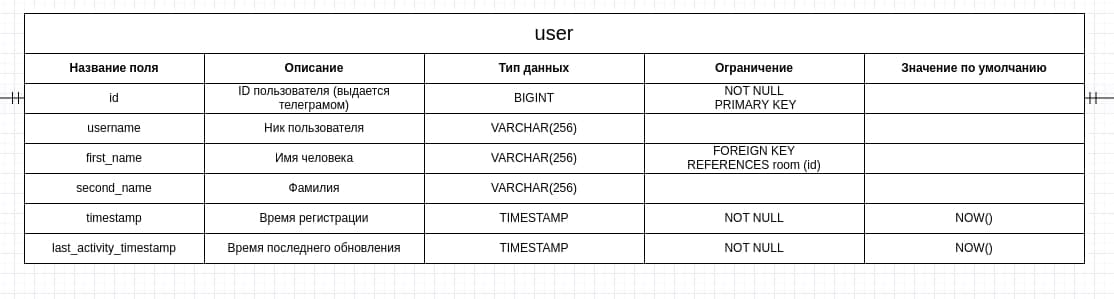 user
Название поля Описание Тип данных Ограничение Значение по умолчанию
id ID пользователя (выдается телеграмом) BIGINT NOT NULL PRIMARY KEY
username Ник пользователя VARCHAR(256)
first_name Имя человека VARCHAR(256) FOREIGN KEY REFERENCES room (id)
second_name Фамилия VARCHAR(256)
timestamp Время регистрации TIMESTAMP NOT NULL NOW()
last_activity_timestamp Время последнего обновления TIMESTAMP NOT NULL NOW()